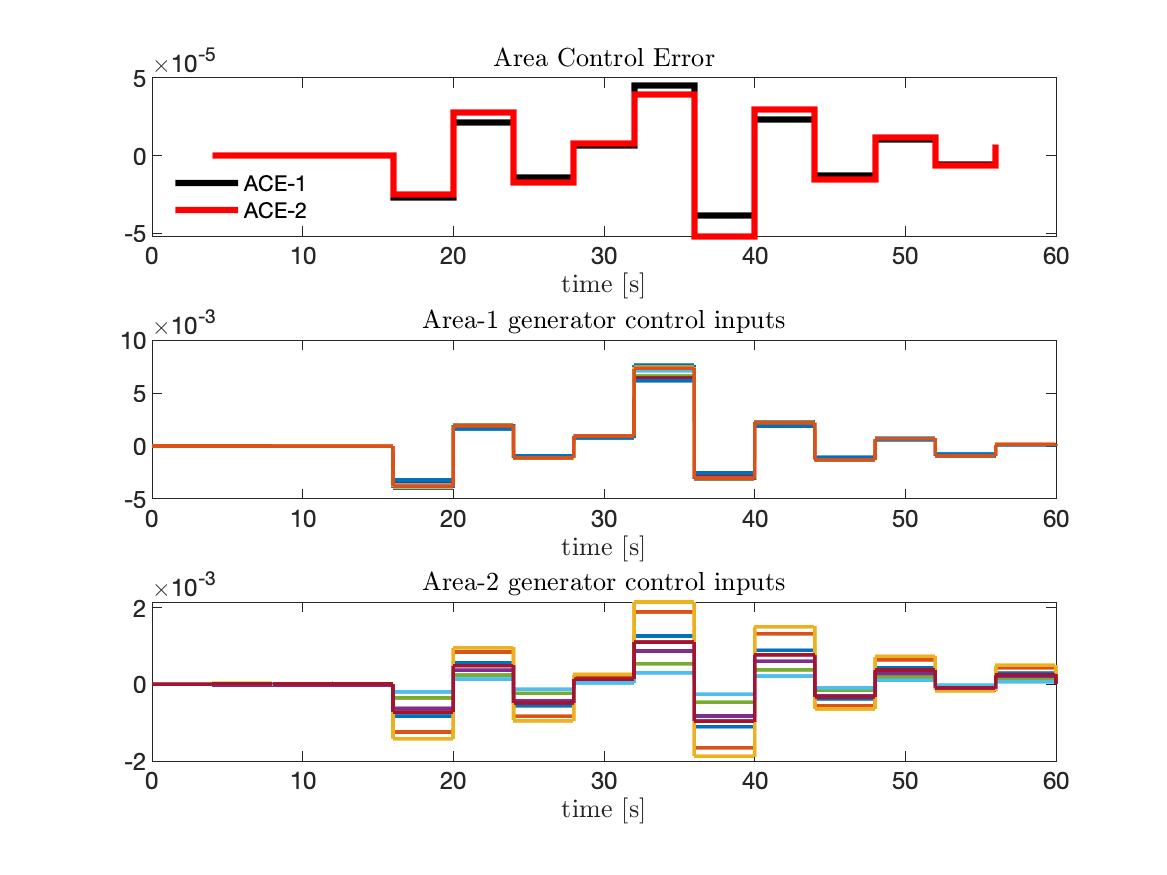 Area Control Error
×10-5
5
0
-5
ACE-1
ACE-2
0 10 20 30 40 50 60
time [s]
Area-1 generator control inputs
×10-3
10
5
0
-5
0 10 20 30 40 50 60
time [s]
Area-2 generator control inputs
×10-3
2
0
-2
0 10 20 30 40 50 60
time [s]